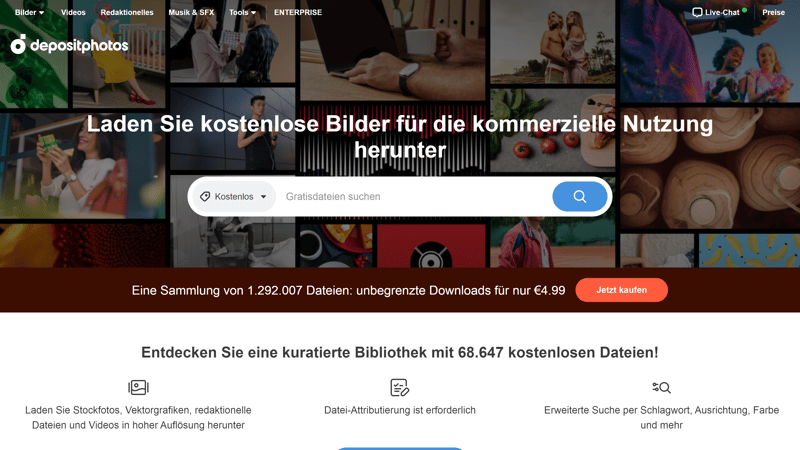 Bilder Videos Redaktionelles Musik & SFX Tools ENTERPRISE Live-Chat Preise
depositphotos
Laden Sie kostenlose Bilder für die kommerzielle Nutzung
herunter
Kostenlos Gratisdateien suchen
Eine Sammlung von 1.292.007 Dateien: unbegrenzte Downloads für nur €4.99 Jetzt kaufen
Entdecken Sie eine kuratierte Bibliothek mit 68.647 kostenlosen Dateien!
Laden Sie Stockfotos, Vektorgrafiken, redaktionelle
Dateien und Videos in hoher Auflösung herunter
Datei-Attributierung ist erforderlich
Erweiterte Suche per Schlagwort, Ausrichtung, Farbe
und mehr